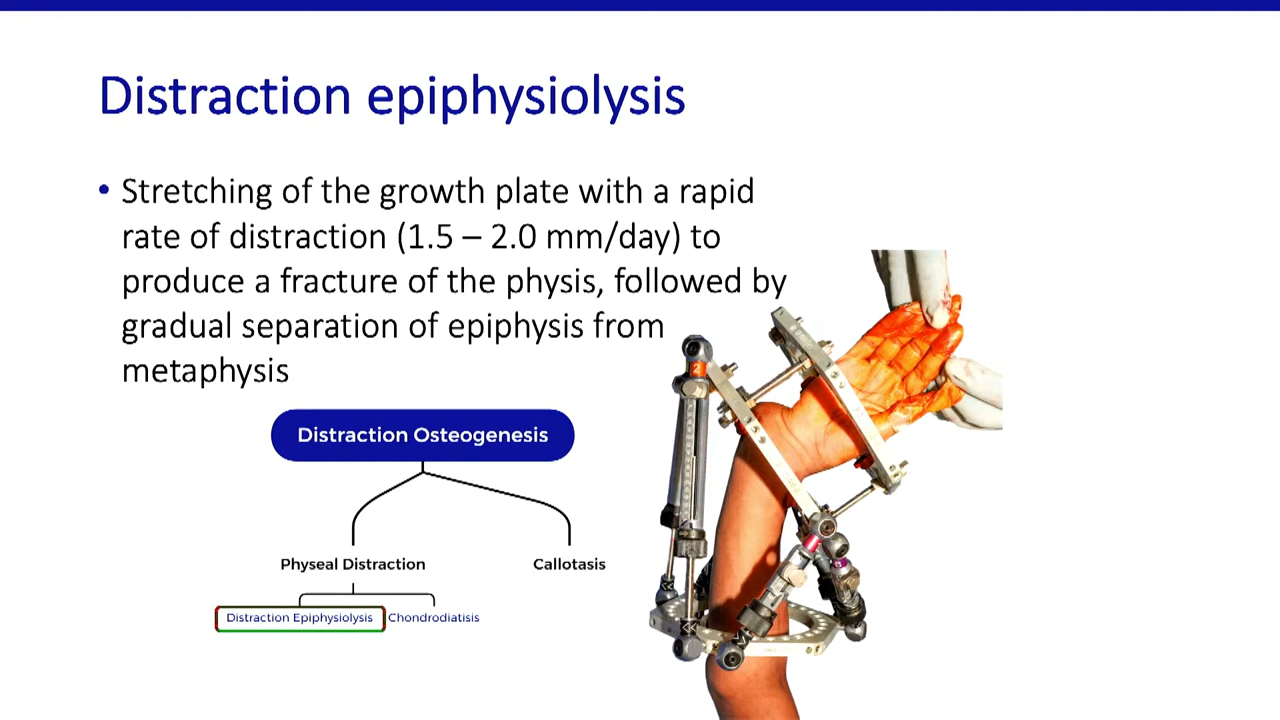 Distraction epiphysiolysis
• Stretching of the growth plate with a rapid
rate of distraction (1.5 – 2.0 mm/day) to
produce a fracture of the physis, followed by
gradual separation of epiphysis from
metaphysis
2
Distraction Osteogenesis
Physeal Distraction
Callotasis
Distraction Epiphysiolysis
Chondrodiatisis